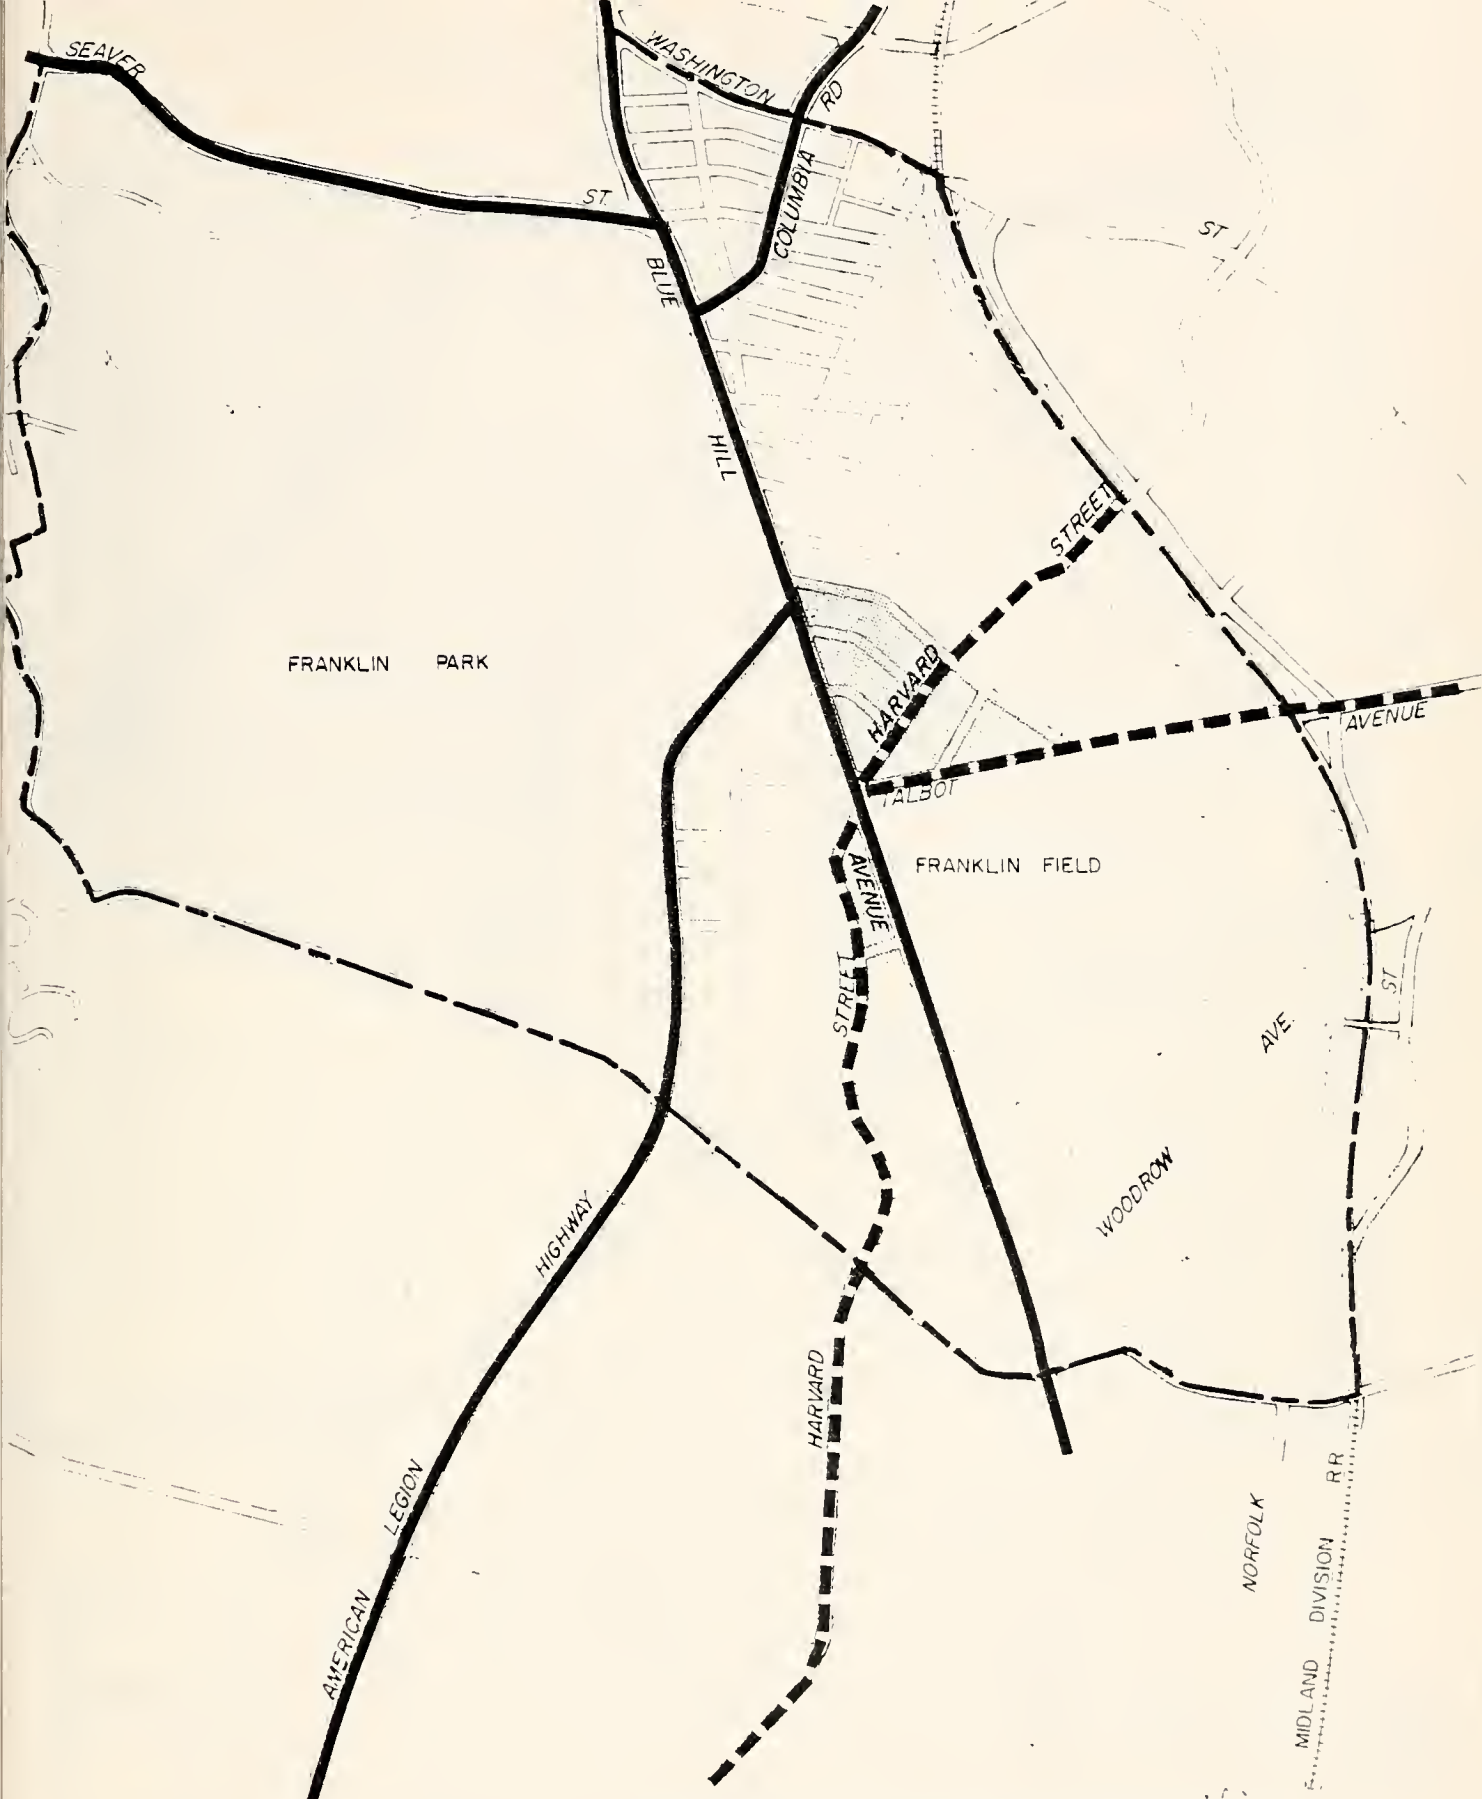 SEAVER
WASHINGTON
RD
COLUMBIA
ST.
ST
BLUE
HILL
STREET
FRANKLIN PARK
HARVARD
AVENUE
TALBOT
AVENUE
FRANKLIN FIELD
STREET
ST
AVE.
WOODROW
HIGHWAY
HARVARD
LEGION
AMERICAN
NORFOLK
MIDLAND DIVISION RR